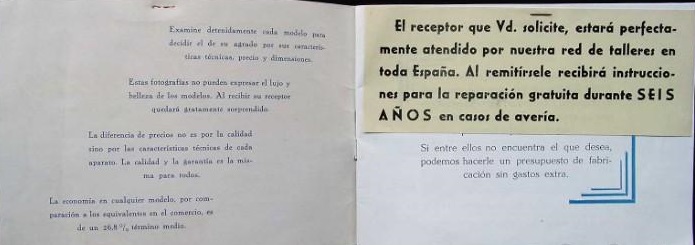 Examine detenidamente cada modelo para
decidir el de su agrado por sus caracterís-
ticas técnicas, precio y dimensiones.
Estas fotografías no pueden expresar el lujo y
belleza de los modelos. Al recibir su receptor
quedará gratamente sorprendido.
La diferencia de precios no es por la calidad
sino por las características técnicas de cada
aparato. La calidad y la garantía es la mis-
ma para todos.
La economía en cualquier modelo, por com-
paración a los equivalentes en el comercio, es
de un 26,8 % término medio.
El receptor que Vd. solicite, estará perfecta-
mente atendido por nuestra red de talleres en
toda España. Al remitírsele recibirá instruccio-
nes para la reparación gratuita durante SEIS
AÑOS en casos de avería.
Si entre ellos no encuentra el que desea,
podemos hacerle un presupuesto de fabri-
cación sin gastos extra.